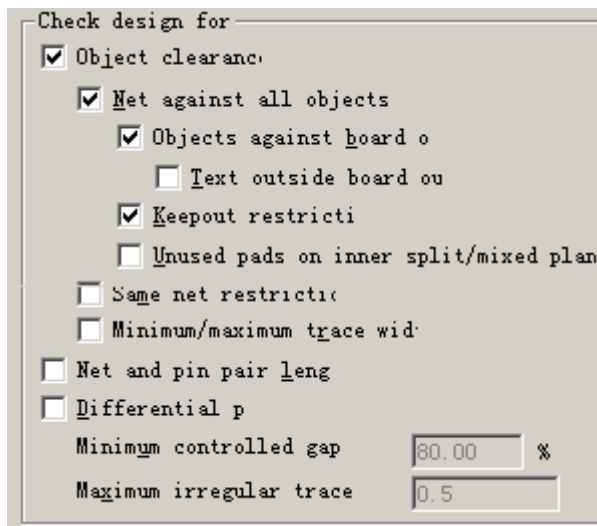 Check design for
Object clearanc
Net against all objects
Objects against board o
Text outside board ou
Keepout restricti
Unused pads on inner split/mixed plan
Same net restrictic
Minimum/maximum trace wid
Net and pin pair leng
Differential p
Minimum controlled gap 80.00 %
Maximum irregular trace 0.5